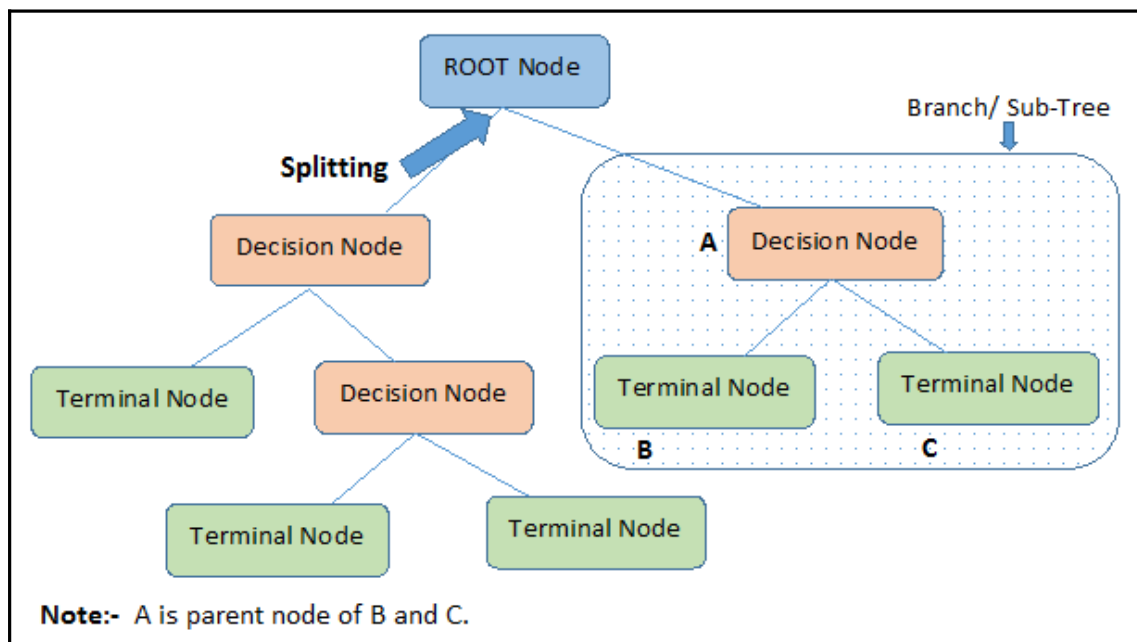 ROOT Node
Branch/ Sub-Tree
Splitting
Decision Node
A
Decision Node
Terminal Node
Decision Node
Terminal Node
Terminal Node
B
C
Terminal Node
Terminal Node
Note:- A is parent node of B and C.